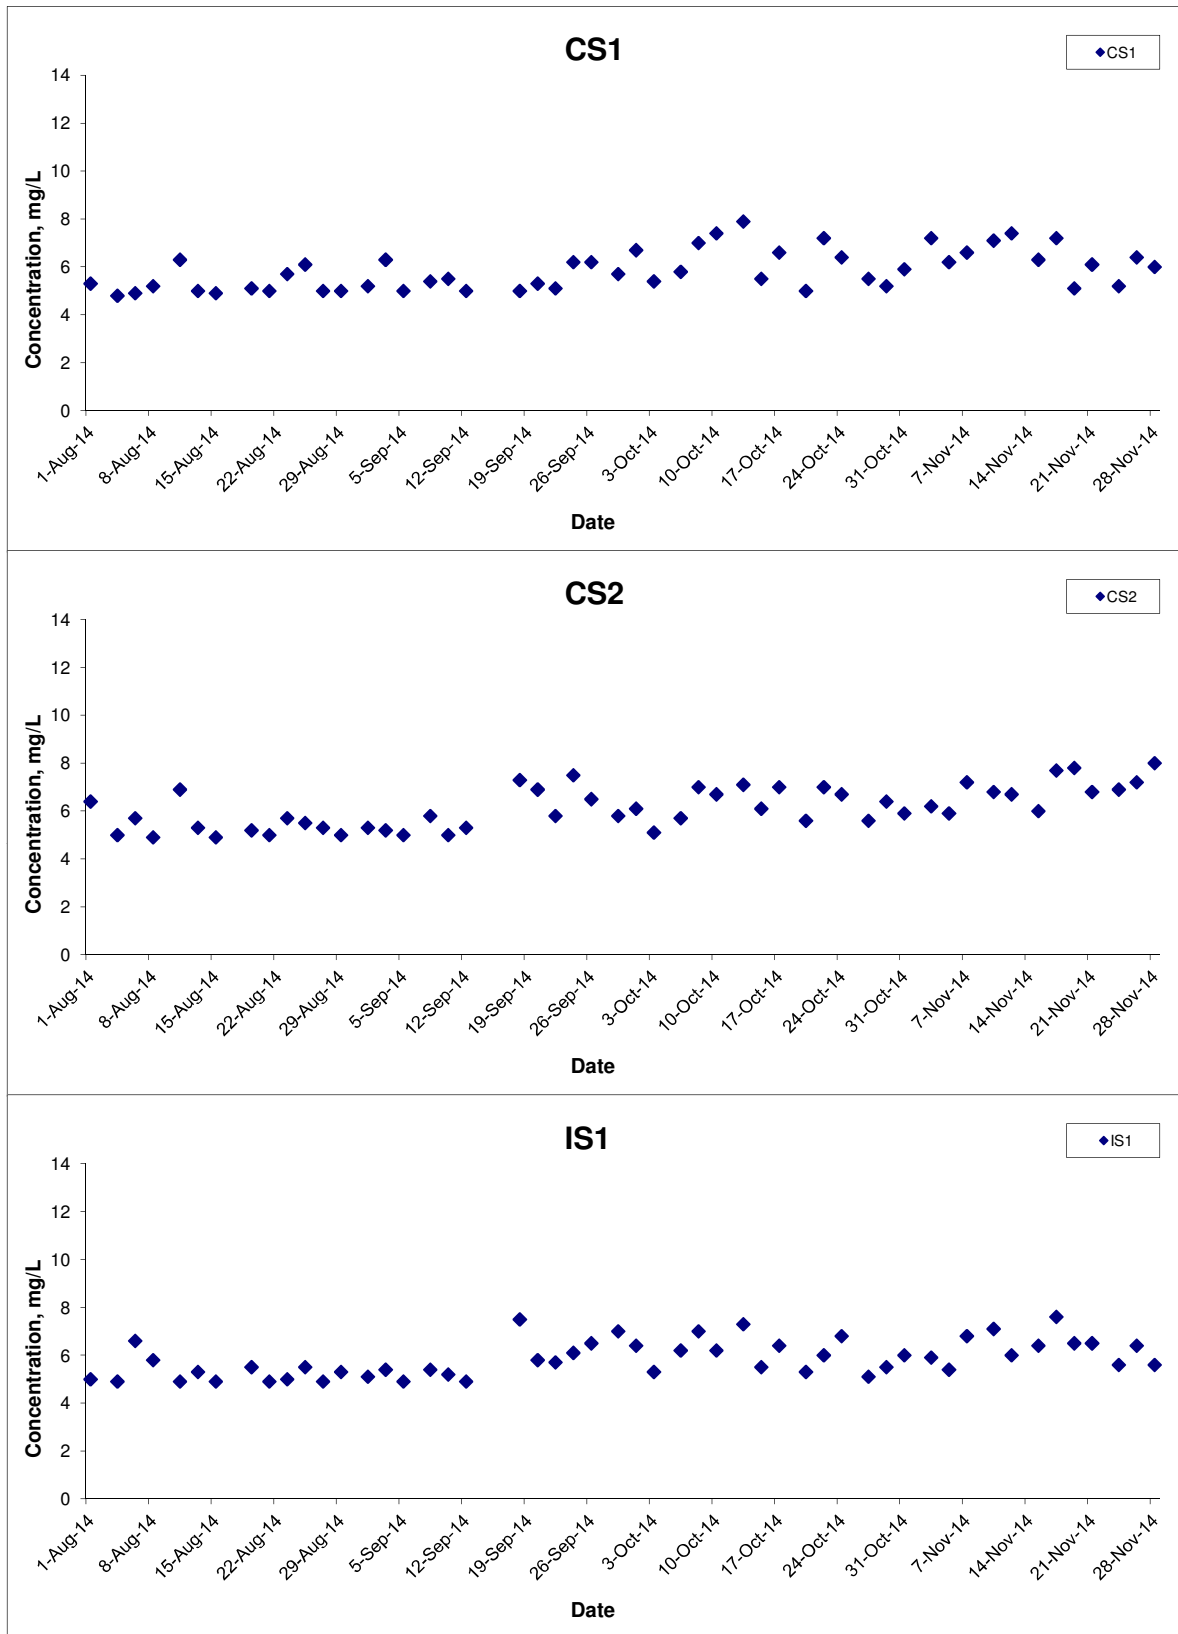 CS1
CS1
14
12
10
8
6
4
2
0
Concentration, mg/L
1-Aug-14
8-Aug-14
15-Aug-14
22-Aug-14
29-Aug-14
5-Sep-14
12-Sep-14
19-Sep-14
26-Sep-14
3-Oct-14
10-Oct-14
17-Oct-14
24-Oct-14
31-Oct-14
7-Nov-14
14-Nov-14
21-Nov-14
28-Nov-14
Date
CS2
CS2
14
12
10
8
6
4
2
0
Concentration, mg/L
1-Aug-14
8-Aug-14
15-Aug-14
22-Aug-14
29-Aug-14
5-Sep-14
12-Sep-14
19-Sep-14
26-Sep-14
3-Oct-14
10-Oct-14
17-Oct-14
24-Oct-14
31-Oct-14
7-Nov-14
14-Nov-14
21-Nov-14
28-Nov-14
Date
IS1
IS1
14
12
10
8
6
4
2
0
Concentration, mg/L
1-Aug-14
8-Aug-14
15-Aug-14
22-Aug-14
29-Aug-14
5-Sep-14
12-Sep-14
19-Sep-14
26-Sep-14
3-Oct-14
10-Oct-14
17-Oct-14
24-Oct-14
31-Oct-14
7-Nov-14
14-Nov-14
21-Nov-14
28-Nov-14
Date